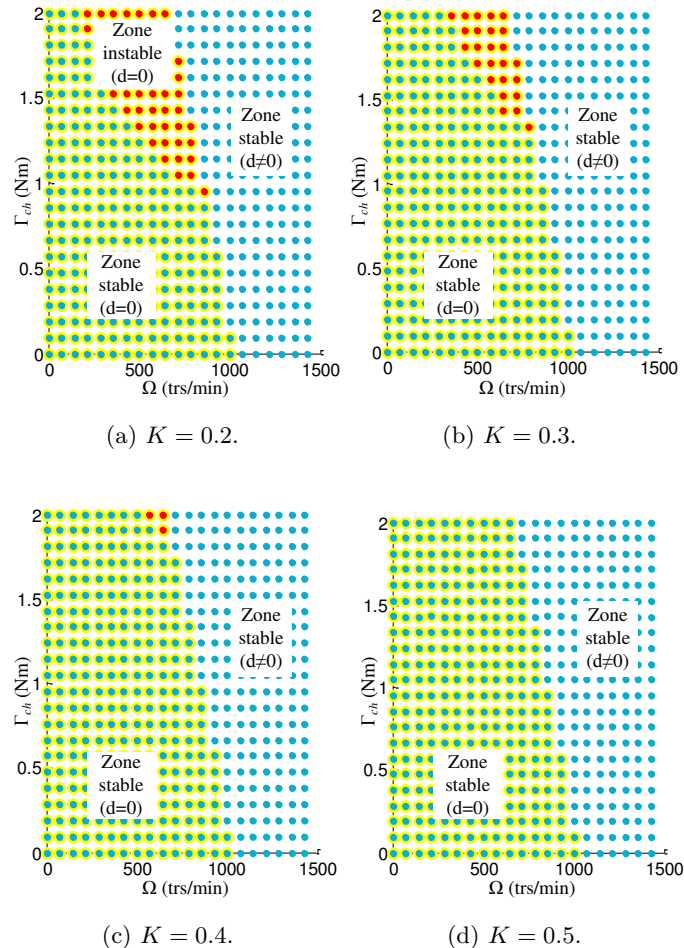 2
1.5
1
0.5
0
Γch (Nm)
Zone
instable
(d=0)
Zone
stable
(d≠0)
Zone
stable
(d=0)
0 500 1000 1500
Ω (trs/min)
(a) K = 0.2.
2
1.5
1
0.5
0
Γch (Nm)
Zone
stable
(d≠0)
Zone
stable
(d=0)
0 500 1000 1500
Ω (trs/min)
(b) K = 0.3.
2
1.5
1
0.5
0
Γch (Nm)
Zone
stable
(d≠0)
Zone
stable
(d=0)
0 500 1000 1500
Ω (trs/min)
(c) K = 0.4.
2
1.5
1
0.5
0
Γch (Nm)
Zone
stable
(d≠0)
Zone
stable
(d=0)
0 500 1000 1500
Ω (trs/min)
(d) K = 0.5.